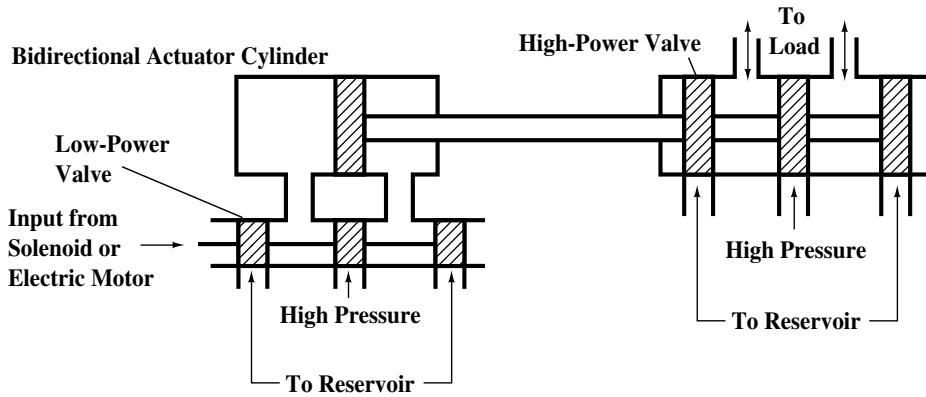 To
Load
High-Power Valve
Bidirectional Actuator Cylinder
Low-Power
Valve
Input from
Solenoid or
Electric Motor
High Pressure
To Reservoir
High Pressure
To Reservoir